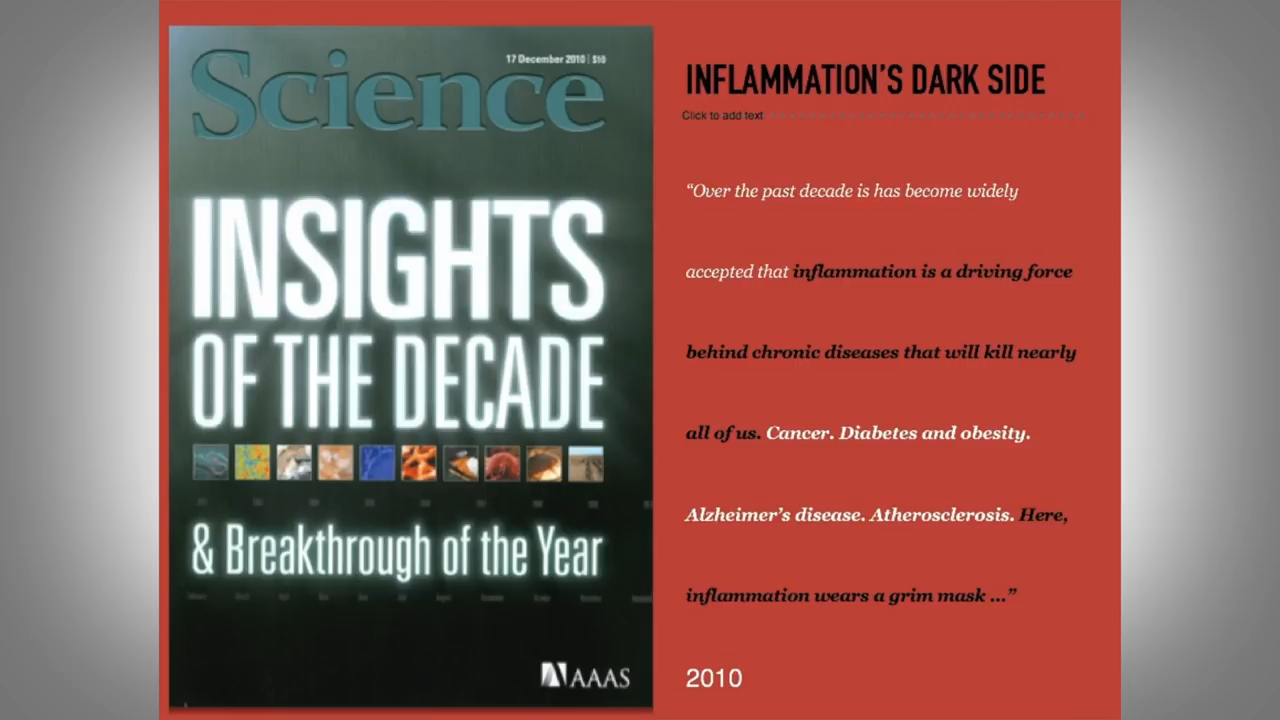 17 December 2010 | $10
Science
INSIGHTS
OF THE DECADE
& Breakthrough of the Year
AAAS
INFLAMMATION'S DARK SIDE
Click to add text
“Over the past decade is has become widely
accepted that inflammation is a driving force
behind chronic diseases that will kill nearly
all of us. Cancer. Diabetes and obesity.
Alzheimer's disease. Atherosclerosis. Here,
inflammation wears a grim mask ...”
2010